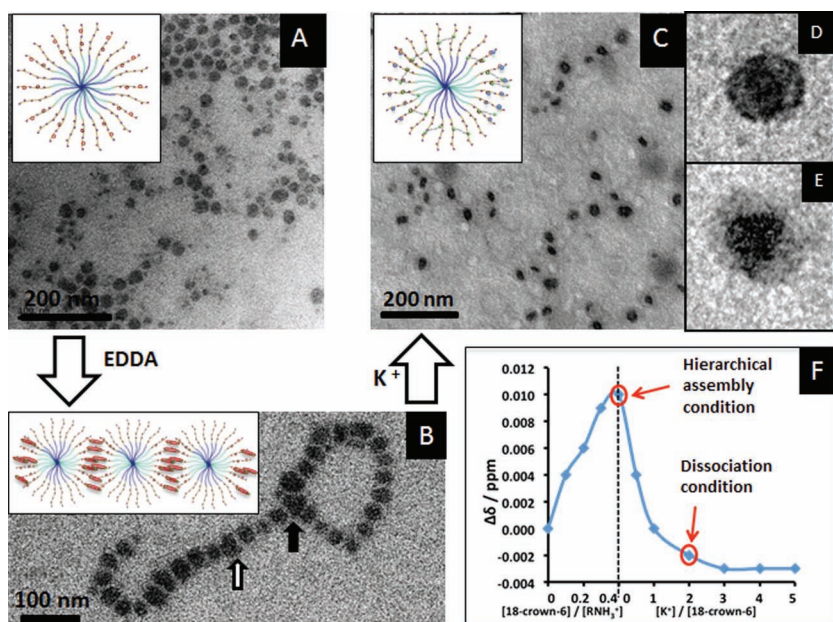 A
200 nm
EDDA
B
100 nm
C
200 nm
K+
D
E
F
Hierarchical
assembly
condition
Dissociation
condition
Δδ / ppm
0.010
0.008
0.006
0.004
0.002
0.000
-0.002
-0.004
0 0.2 0.4 0 1 2 3 4 5
[18-crown-6] / [RNH₃⁺] [K⁺] / [18-crown-6]